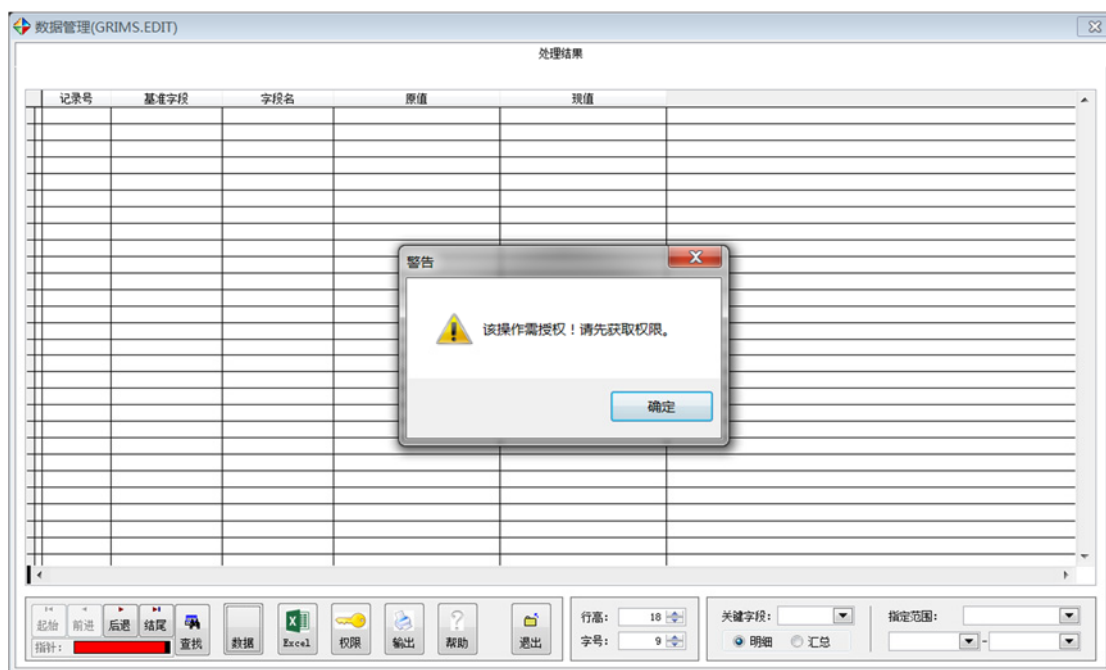 数据管理(GRIMS.EDIT)
处理结果
记录号 基准字段 字段名 原值 现值
警告
该操作需授权！请先获取权限。
确定
起始 前进 后退 结尾 查找 数据 Excel 权限 输出 帮助 退出
指针：
行高： 18
字号： 9
关键字段： 指定范围：
明细 汇总 -